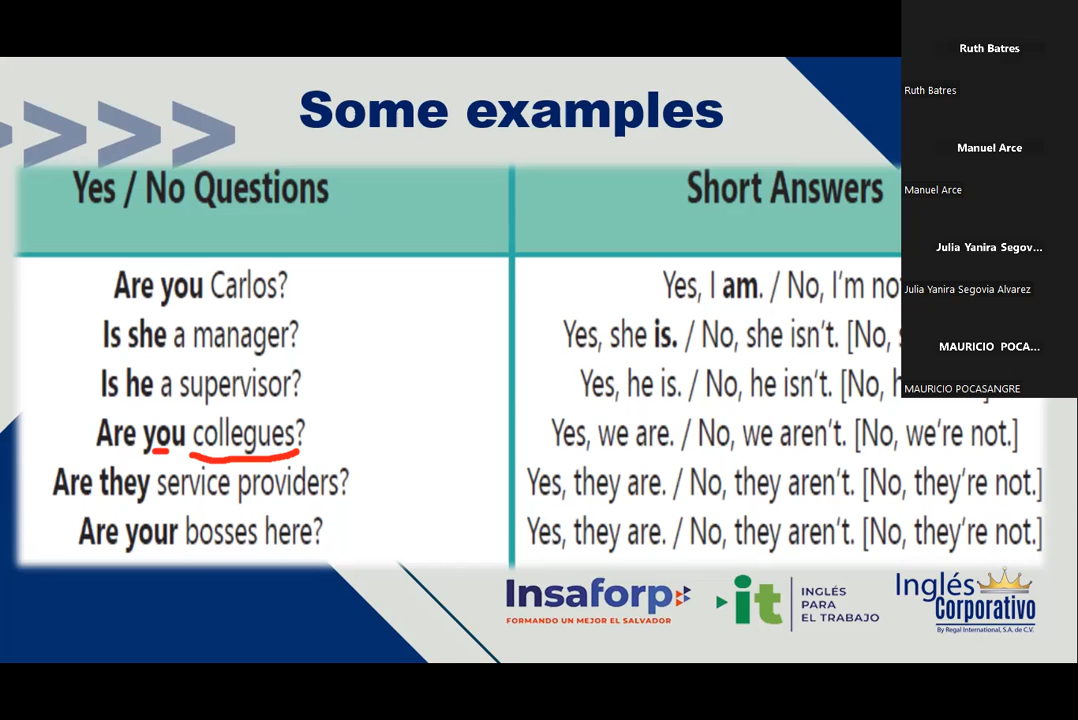 Some examples
Yes / No Questions
Short Answers
Are you Carlos?
Yes, I am. / No, I'm no
Is she a manager?
Yes, she is. / No, she isn't. [No,
Is he a supervisor?
Yes, he is. / No, he isn't. [No,
Are you collegues?
Yes, we are. / No, we aren't. [No, we're not.]
Are they service providers?
Yes, they are. / No, they aren't. [No, they're not.]
Are your bosses here?
Yes, they are. / No, they aren't. [No, they're not.]
Insaforp
FORMANDO UN MEJOR EL SALVADOR
it
INGLÉS
PARA
EL TRABAJO
Inglés
Corporativo
By Regal International, S.A. de C.V.
Ruth Batres
Ruth Batres
Manuel Arce
Manuel Arce
Julia Yanira Segov...
Julia Yanira Segovia Alvarez
MAURICIO POCA...
MAURICIO POCASANGRE